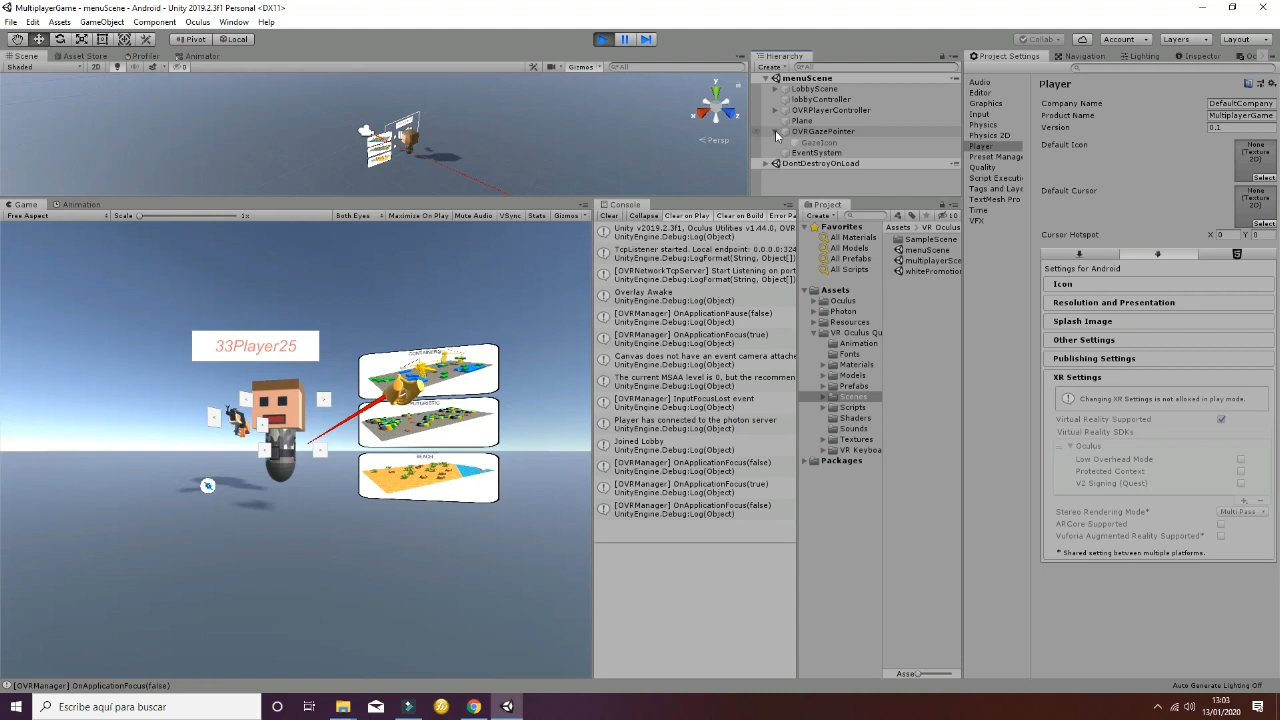 MultiplayerGame - menuScene - Android - Unity 2019.2.3f1 Personal <DX11>
File Edit Assets GameObject Component Oculus Window Help
Pivot Local
Collab Account Layers Layout
Scene Asset Store Profiler Animator
Shaded
Gizmos All
y
x z
Persp
Hierarchy
Create All
menuScene
LobbyScene
lobbyController
OVRPlayerController
Plane
OVRGazePointer
GazeIcon
EventSystem
DontDestroyOnLoad
Game Animation
Free Aspect Scale 1x Both Eyes Maximize On Play Mute Audio VSync Stats Gizmos
33Player25
CONTAINERS
FUTURISTIC
BEACH
Console
Clear Collapse Clear on Play Clear on Build Error Pa
Unity v2019.2.3f1, Oculus Utilities v1.44.0, OVR
UnityEngine.Debug:Log(Object)
TcpListener started. Local endpoint: 0.0.0.0:324
UnityEngine.Debug:LogFormat(String, Object[])
[OVRNetworkTcpServer] Start Listening on port
UnityEngine.Debug:LogFormat(String, Object[])
Overlay Awake
UnityEngine.Debug:Log(Object)
[OVRManager] OnApplicationPause(false)
UnityEngine.Debug:Log(Object)
[OVRManager] OnApplicationFocus(true)
UnityEngine.Debug:Log(Object)
Canvas does not have an event camera attache
UnityEngine.Debug:Log(Object)
The current MSAA level is 0, but the recommen
UnityEngine.Debug:Log(Object)
[OVRManager] InputFocusLost event
UnityEngine.Debug:Log(Object)
Player has connected to the photon server
UnityEngine.Debug:Log(Object)
Joined Lobby
UnityEngine.Debug:Log(Object)
[OVRManager] OnApplicationFocus(false)
UnityEngine.Debug:Log(Object)
[OVRManager] OnApplicationFocus(true)
UnityEngine.Debug:Log(Object)
[OVRManager] OnApplicationFocus(false)
UnityEngine.Debug:Log(Object)
Project
Create 10
Favorites
All Materials
All Models
All Prefabs
All Scripts
Assets
Oculus
Photon
Resources
VR Oculus Qu
Animation
Fonts
Materials
Models
Prefabs
Scenes
Scripts
Shaders
Sounds
Textures
VR Keyboa
Packages
Assets VR Oculus
SampleScene
menuScene
multiplayerSce
whitePromotion
Asse
Project Settings Navigation Lighting Inspector Oc
Audio
Editor
Graphics
Input
Physics
Physics 2D
Player
Preset Manage
Quality
Script Executi
Tags and Laye
TextMesh Pro
Time
VFX
Player
Company Name DefaultCompany
Product Name MultiplayerGame
Version 0.1
Default Icon None (Texture 2D) Select
Default Cursor None (Texture 2D) Select
Cursor Hotspot X 0 Y 0
Settings for Android
Icon
Resolution and Presentation
Splash Image
Other Settings
Publishing Settings
XR Settings
Changing XR Settings is not allowed in play mode.
Virtual Reality Supported
Virtual Reality SDKs
Oculus
Low Overhead Mode
Protected Context
V2 Signing (Quest)
Stereo Rendering Mode* Multi Pass
ARCore Supported
Vuforia Augmented Reality Supported*
* Shared setting between multiple platforms.
[OVRManager] OnApplicationFocus(false)
Auto Generate Lighting Off
Escribe aquí para buscar
13:03
13/01/2020